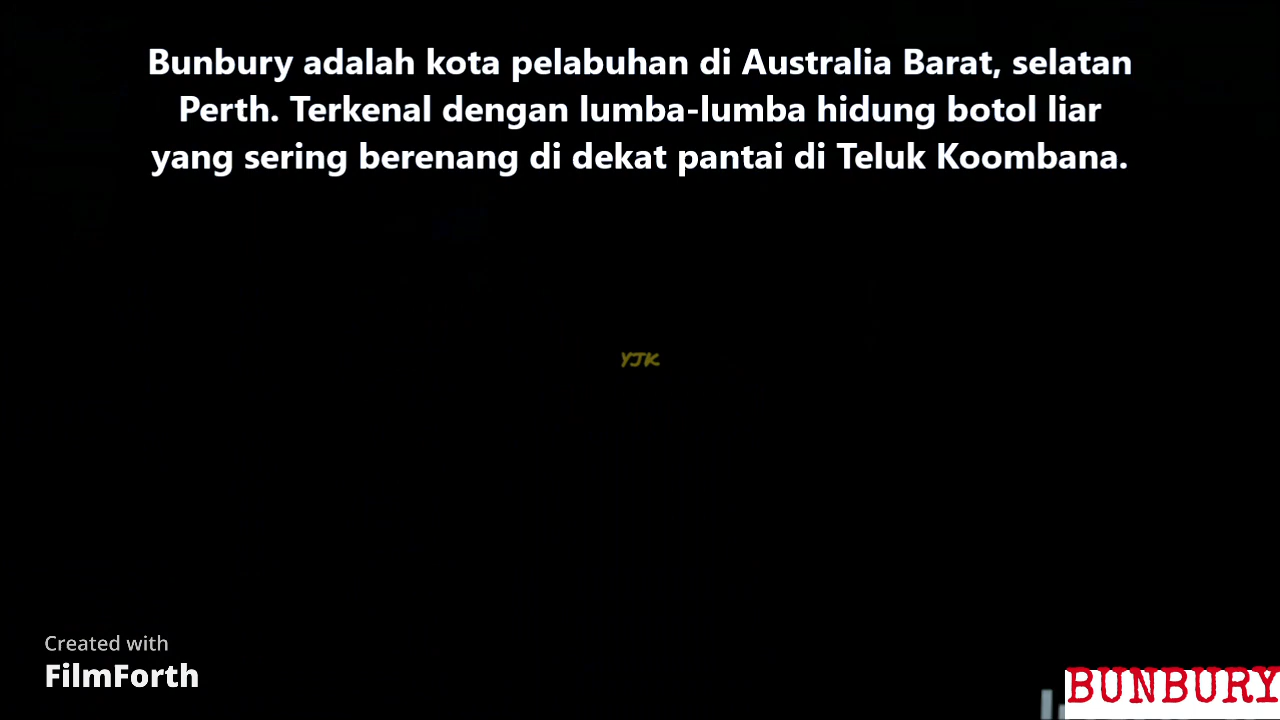 Bunbury adalah kota pelabuhan di Australia Barat, selatan
Perth. Terkenal dengan lumba-lumba hidung botol liar
yang sering berenang di dekat pantai di Teluk Koombana.
YJK
Created with
FilmForth
BUNBURY